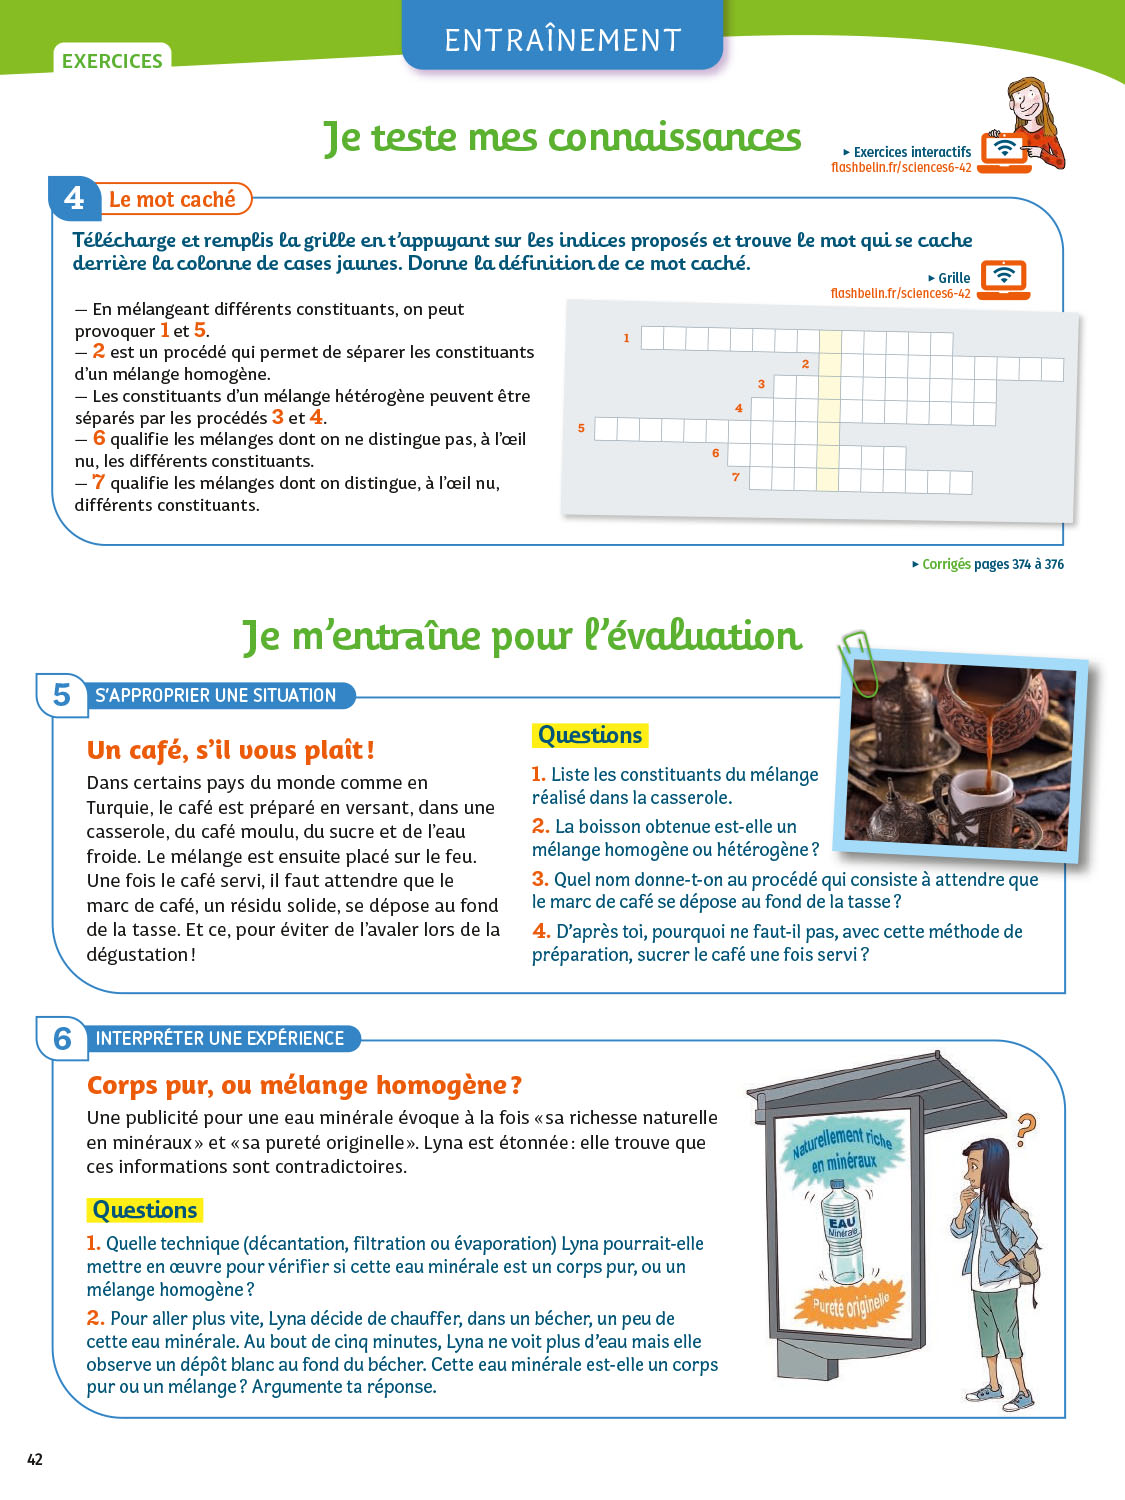 ENTRAÎNEMENT
EXERCICES
Je teste mes connaissances
▸ Exercices interactifs
flashbelin.fr/sciences6-42
4 Le mot caché
Télécharge et remplis la grille en t’appuyant sur les indices proposés et trouve le mot qui se cache
derrière la colonne de cases jaunes. Donne la définition de ce mot caché.
▸ Grille
flashbelin.fr/sciences6-42
– En mélangeant différents constituants, on peut
provoquer 1 et 5.
– 2 est un procédé qui permet de séparer les constituants
d’un mélange homogène.
– Les constituants d’un mélange hétérogène peuvent être
séparés par les procédés 3 et 4.
– 6 qualifie les mélanges dont on ne distingue pas, à l’œil
nu, les différents constituants.
– 7 qualifie les mélanges dont on distingue, à l’œil nu,
différents constituants.
1
2
3
4
5
6
7
▸ Corrigés pages 374 à 376
Je m’entraîne pour l’évaluation
5 S’APPROPRIER UNE SITUATION
Un café, s’il vous plaît !
Dans certains pays du monde comme en
Turquie, le café est préparé en versant, dans une
casserole, du café moulu, du sucre et de l’eau
froide. Le mélange est ensuite placé sur le feu.
Une fois le café servi, il faut attendre que le
marc de café, un résidu solide, se dépose au fond
de la tasse. Et ce, pour éviter de l’avaler lors de la
dégustation !
Questions
1. Liste les constituants du mélange
réalisé dans la casserole.
2. La boisson obtenue est-elle un
mélange homogène ou hétérogène ?
3. Quel nom donne-t-on au procédé qui consiste à attendre que
le marc de café se dépose au fond de la tasse ?
4. D’après toi, pourquoi ne faut-il pas, avec cette méthode de
préparation, sucrer le café une fois servi ?
6 INTERPRÉTER UNE EXPÉRIENCE
Corps pur, ou mélange homogène ?
Une publicité pour une eau minérale évoque à la fois « sa richesse naturelle
en minéraux » et « sa pureté originelle ». Lyna est étonnée : elle trouve que
ces informations sont contradictoires.
Questions
1. Quelle technique (décantation, filtration ou évaporation) Lyna pourrait-elle
mettre en œuvre pour vérifier si cette eau minérale est un corps pur, ou un
mélange homogène ?
2. Pour aller plus vite, Lyna décide de chauffer, dans un bécher, un peu de
cette eau minérale. Au bout de cinq minutes, Lyna ne voit plus d’eau mais elle
observe un dépôt blanc au fond du bécher. Cette eau minérale est-elle un corps
pur ou un mélange ? Argumente ta réponse.
Naturellement riche
en minéraux
EAU
Minérale
Pureté originelle
?
42